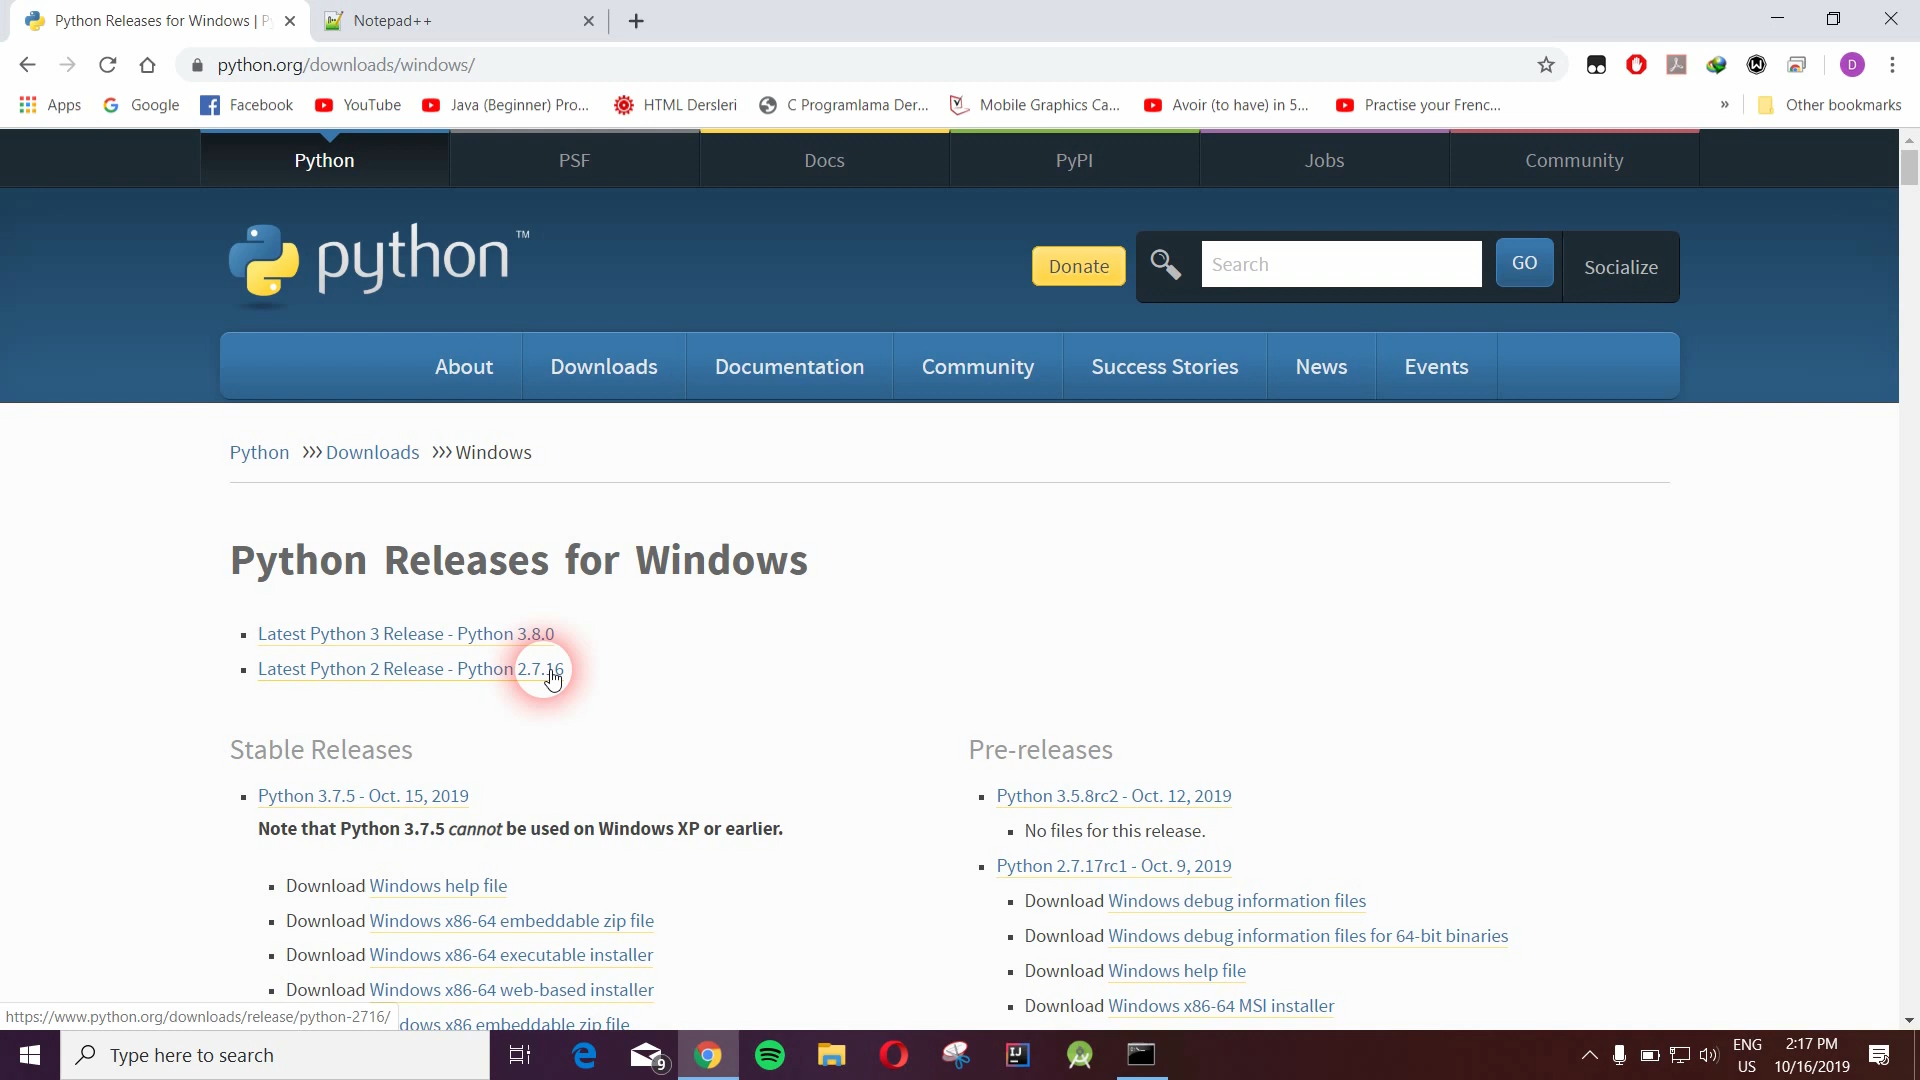 Python Releases for Windows | P
Notepad++
python.org/downloads/windows/
D
Apps
Google
Facebook
YouTube
Java (Beginner) Pro...
HTML Dersleri
C Programlama Der...
Mobile Graphics Ca...
Avoir (to have) in 5...
Practise your Frenc...
»
Other bookmarks
Python
PSF
Docs
PyPI
Jobs
Community
python™
Donate
Search
GO
Socialize
About
Downloads
Documentation
Community
Success Stories
News
Events
Python >>> Downloads >>> Windows
Python Releases for Windows
Latest Python 3 Release - Python 3.8.0
Latest Python 2 Release - Python 2.7.16
Stable Releases
Python 3.7.5 - Oct. 15, 2019
Note that Python 3.7.5 cannot be used on Windows XP or earlier.
Download Windows help file
Download Windows x86-64 embeddable zip file
Download Windows x86-64 executable installer
Download Windows x86-64 web-based installer
dows x86 embeddable zip file
Pre-releases
Python 3.5.8rc2 - Oct. 12, 2019
No files for this release.
Python 2.7.17rc1 - Oct. 9, 2019
Download Windows debug information files
Download Windows debug information files for 64-bit binaries
Download Windows help file
Download Windows x86-64 MSI installer
https://www.python.org/downloads/release/python-2716/
Type here to search
9
IJ
ENG
US
2:17 PM
10/16/2019